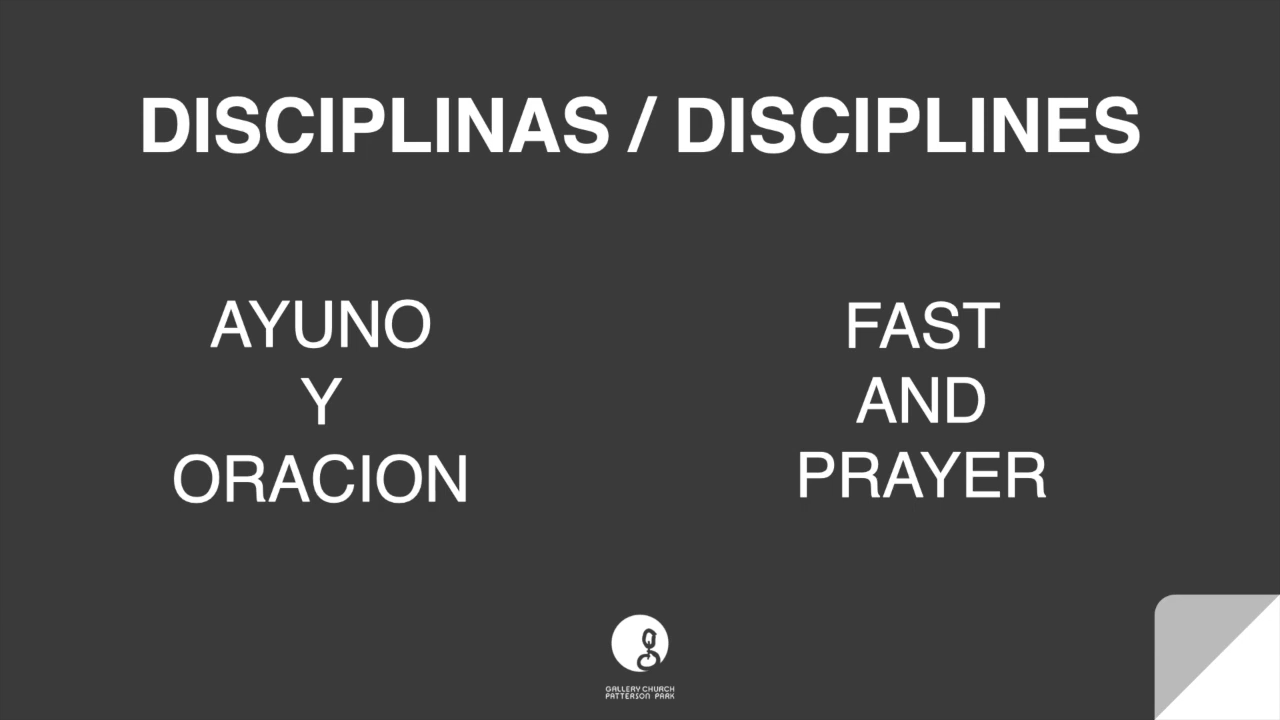 DISCIPLINAS / DISCIPLINES
AYUNO
Y
ORACION
FAST
AND
PRAYER
GALLERY CHURCH
PATTERSON PARK